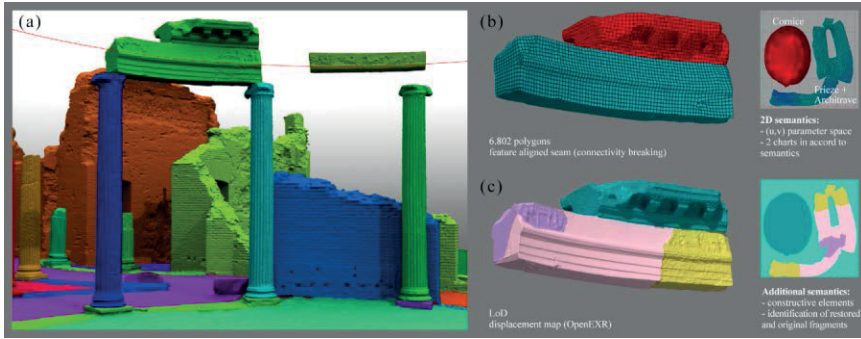 (a)
(b)
6,802 polygons
feature aligned seam (connectivity breaking)
Cornice
Frieze +
Architrave
2D semantics:
- (u,v) parameter space
- 2 charts in accord to
semantics
(c)
LoD
displacement map (OpenEXR)
Additional semantics:
- constructive elements
- identification of restored
and original fragments